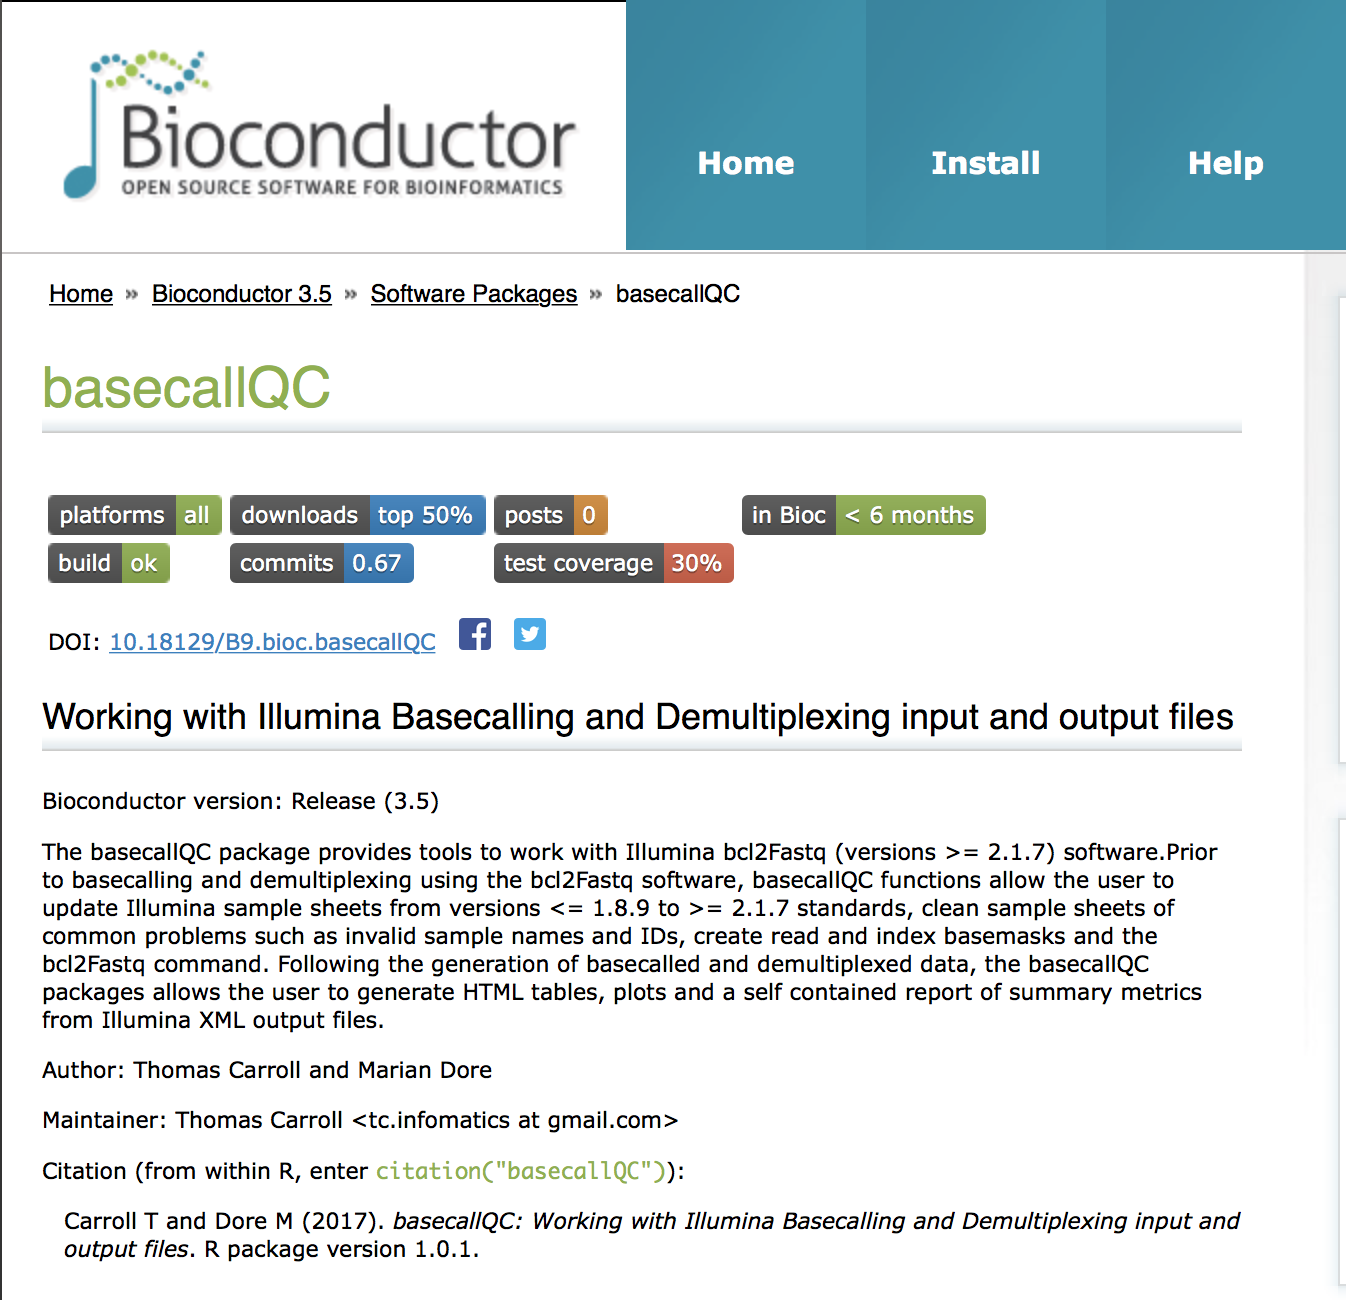 Bioconductor
OPEN SOURCE SOFTWARE FOR BIOINFORMATICS
Home
Install
Help
Home » Bioconductor 3.5 » Software Packages » basecallQC
basecallQC
platforms all downloads top 50% posts 0 in Bioc < 6 months
build ok commits 0.67 test coverage 30%
DOI: 10.18129/B9.bioc.basecallQC
Working with Illumina Basecalling and Demultiplexing input and output files
Bioconductor version: Release (3.5)
The basecallQC package provides tools to work with Illumina bcl2Fastq (versions >= 2.1.7) software.Prior
to basecalling and demultiplexing using the bcl2Fastq software, basecallQC functions allow the user to
update Illumina sample sheets from versions <= 1.8.9 to >= 2.1.7 standards, clean sample sheets of
common problems such as invalid sample names and IDs, create read and index basemasks and the
bcl2Fastq command. Following the generation of basecalled and demultiplexed data, the basecallQC
packages allows the user to generate HTML tables, plots and a self contained report of summary metrics
from Illumina XML output files.
Author: Thomas Carroll and Marian Dore
Maintainer: Thomas Carroll <tc.infomatics at gmail.com>
Citation (from within R, enter citation("basecallQC")):
Carroll T and Dore M (2017). basecallQC: Working with Illumina Basecalling and Demultiplexing input and
output files. R package version 1.0.1.